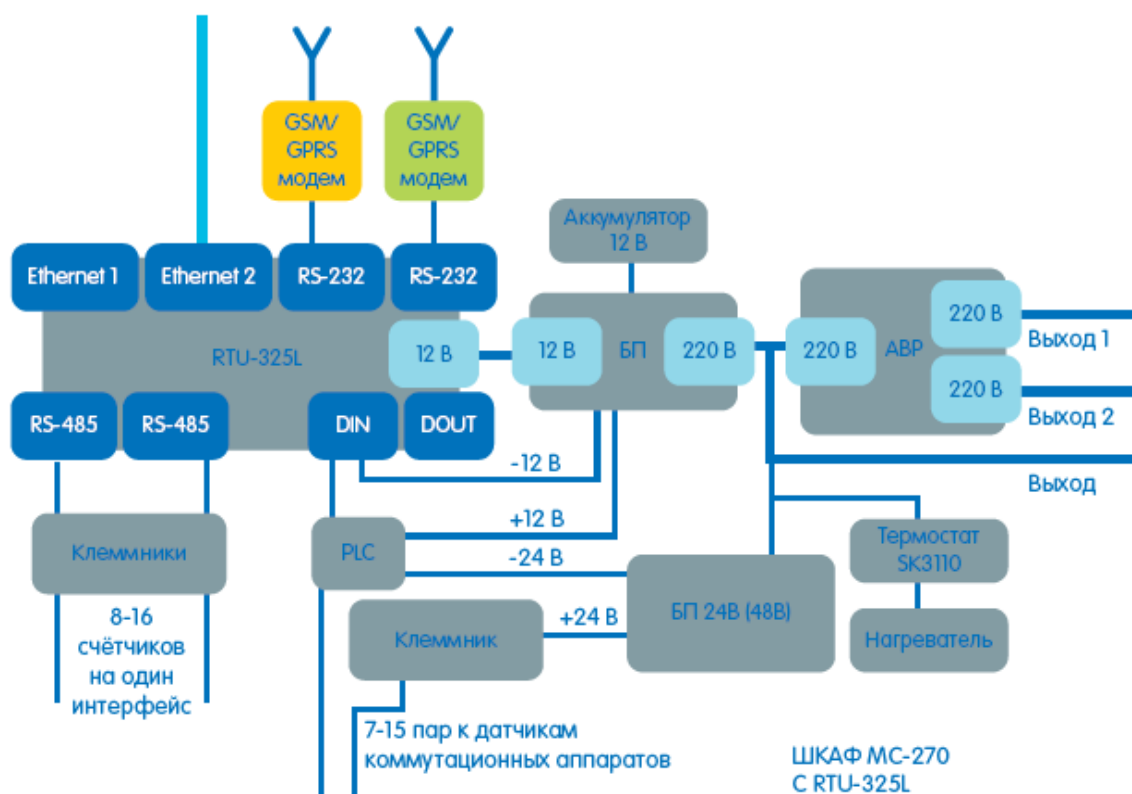 GSM/
GPRS
модем
GSM/
GPRS
модем
Аккумулятор
12 В
Ethernet 1
Ethernet 2
RS-232
RS-232
220 В
Выход 1
RTU-325L
12 В
12 В
БП
220 В
220 В
АВР
220 В
Выход 2
RS-485
RS-485
DIN
DOUT
-12 В
Выход
+12 В
Клеммники
PLC
-24 В
Термостат
SK3110
8-16
счётчиков
на один
интерфейс
Клеммник
+24 В
БП 24В (48В)
Нагреватель
7-15 пар к датчикам
коммутационных аппаратов
ШКАФ МС-270
С RTU-325L